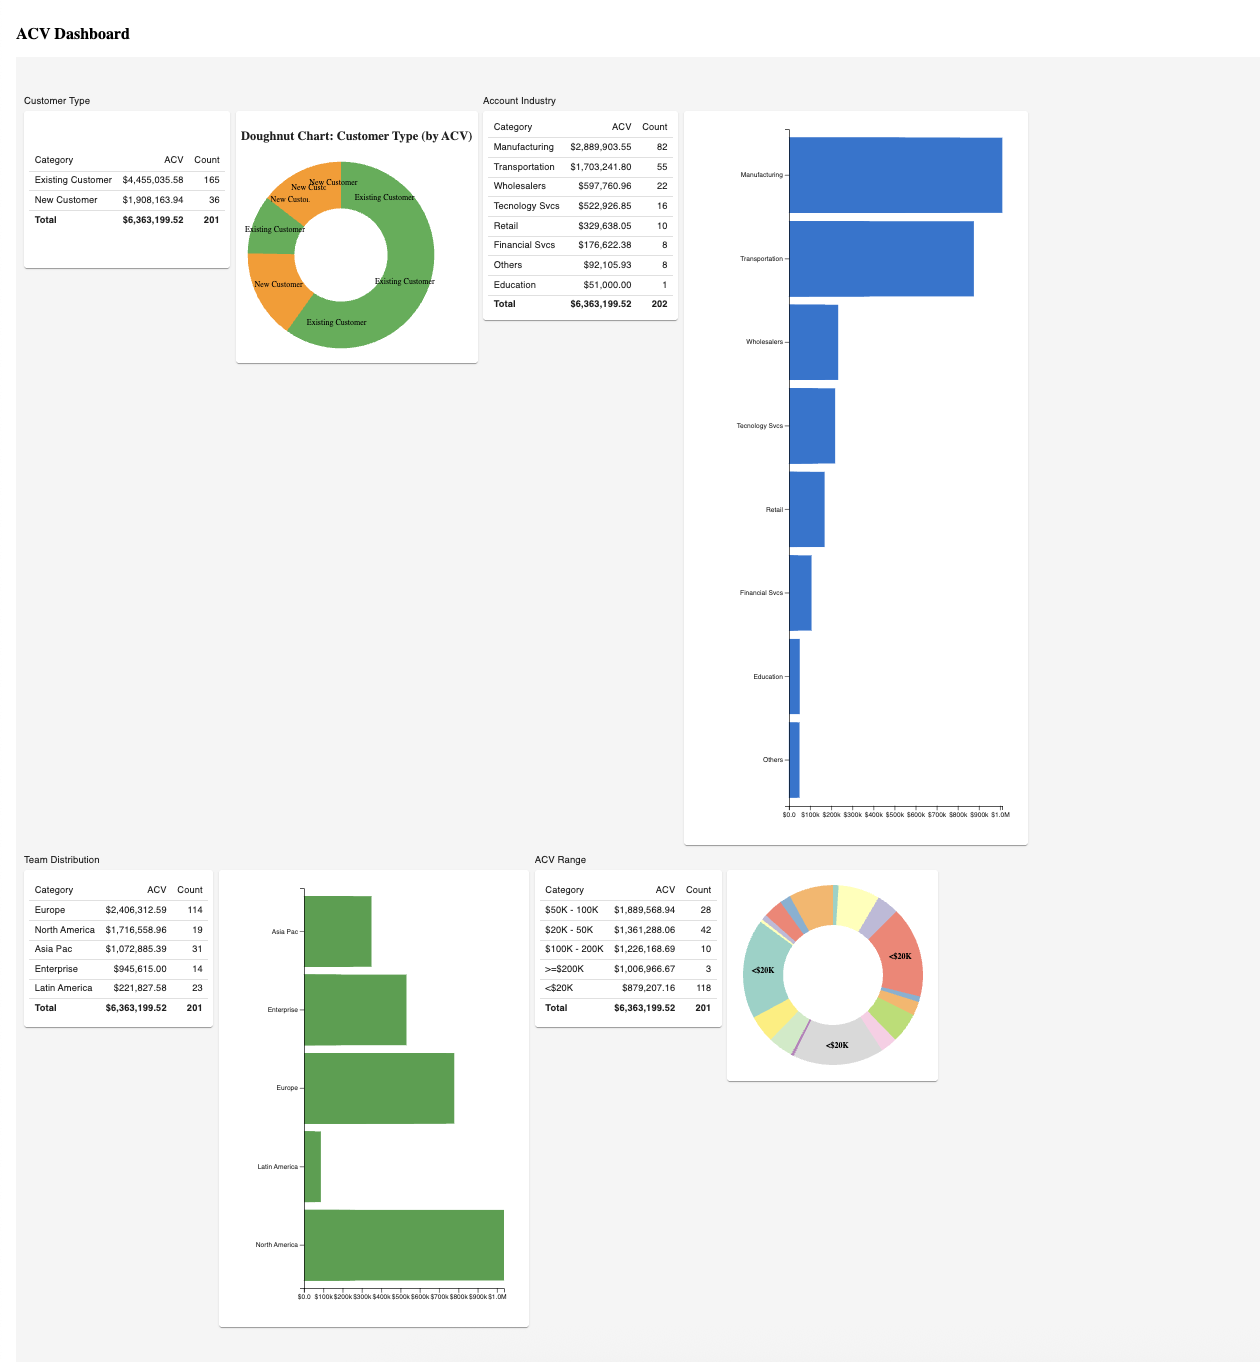 ACV Dashboard
Customer Type
Category ACV Count
Existing Customer $4,455,035.58 165
New Customer $1,908,163.94 36
Total $6,363,199.52 201
Doughnut Chart: Customer Type (by ACV)
New Customer
New Custc
Existing Customer
New Custor.
Existing Customer
Existing Customer
New Customer
Existing Customer
Account Industry
Category ACV Count
Manufacturing $2,889,903.55 82
Transportation $1,703,241.80 55
Wholesalers $597,760.96 22
Tecnology Svcs $522,926.85 16
Retail $329,638.05 10
Financial Svcs $176,622.38 8
Others $92,105.93 8
Education $51,000.00 1
Total $6,363,199.52 202
Manufacturing
Transportation
Wholesalers
Tecnology Svcs
Retail
Financial Svcs
Education
Others
$0.0 $100k $200k $300k $400k $500k $600k $700k $800k $900k $1.0M
Team Distribution
Category ACV Count
Europe $2,406,312.59 114
North America $1,716,558.96 19
Asia Pac $1,072,885.39 31
Enterprise $945,615.00 14
Latin America $221,827.58 23
Total $6,363,199.52 201
Asia Pac
Enterprise
Europe
Latin America
North America
$0.0 $100k $200k $300k $400k $500k $600k $700k $800k $900k $1.0M
ACV Range
Category ACV Count
$50K - 100K $1,889,568.94 28
$20K - 50K $1,361,288.06 42
$100K - 200K $1,226,168.69 10
>=$200K $1,006,966.67 3
<$20K $879,207.16 118
Total $6,363,199.52 201
<$20K
<$20K
<$20K